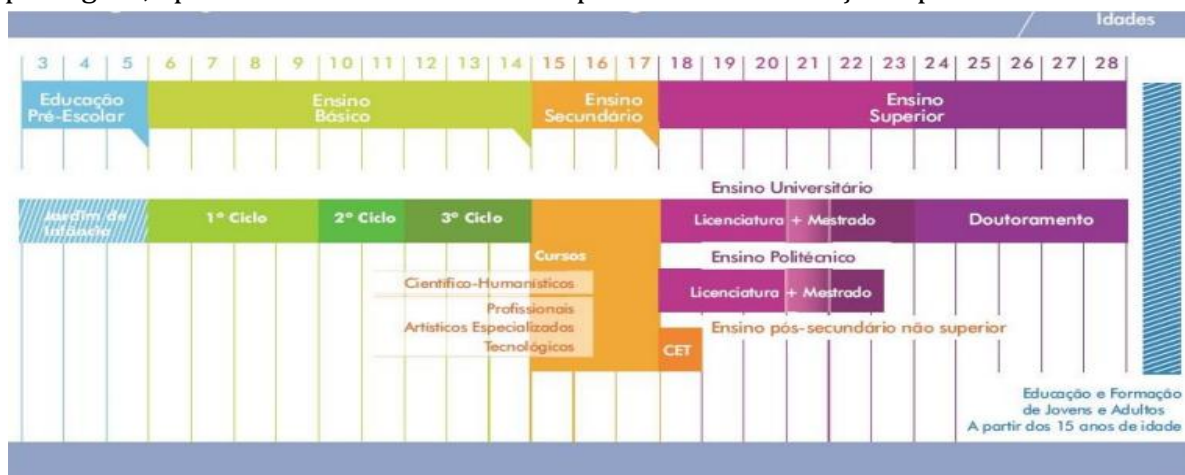 Idades
3 4 5 6 7 8 9 10 11 12 13 14 15 16 17 18 19 20 21 22 23 24 25 26 27 28
Educação
Pré-Escolar
Ensino
Básico
Ensino
Secundário
Ensino
Superior
Ensino Universitário
Jardim de
Infância
1º Ciclo
2º Ciclo
3º Ciclo
Licenciatura + Mestrado
Doutoramento
Cursos
Científico-Humanísticos
Profissionais
Artísticos Especializados
Tecnológicos
Ensino Politécnico
Licenciatura + Mestrado
Ensino pós-secundário não superior
CET
Educação e Formação
de Jovens e Adultos
A partir dos 15 anos de idade